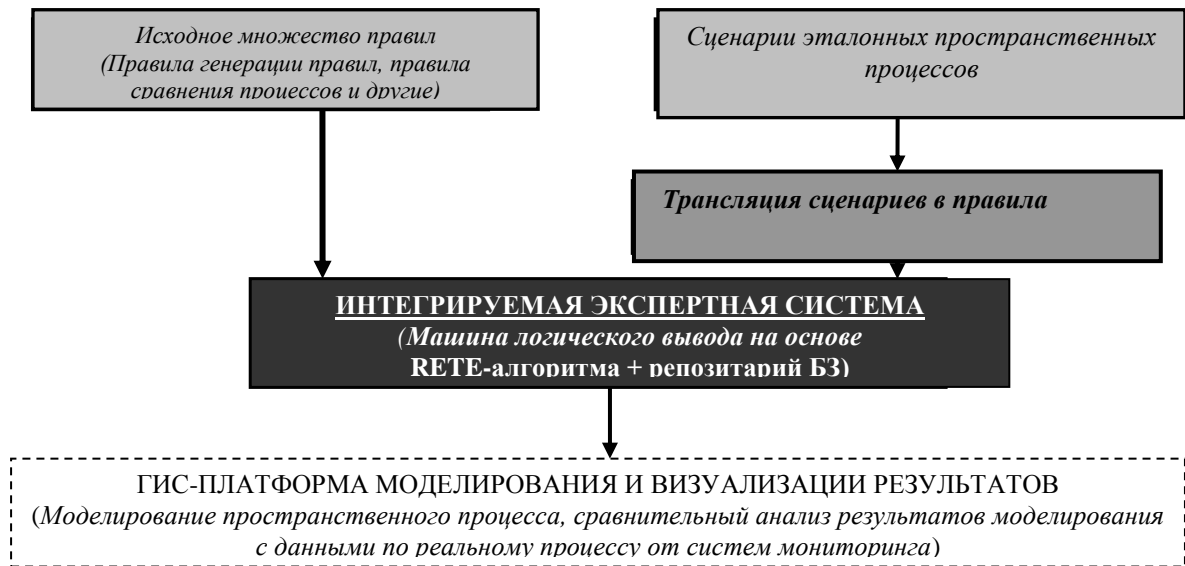 Исходное множество правил
(Правила генерации правил, правила
сравнения процессов и другие)
Сценарии эталонных пространственных
процессов
Трансляция сценариев в правила
ИНТЕГРИРУЕМАЯ ЭКСПЕРТНАЯ СИСТЕМА
(Машина логического вывода на основе
RETE-алгоритма + репозитарий БЗ)
ГИС-ПЛАТФОРМА МОДЕЛИРОВАНИЯ И ВИЗУАЛИЗАЦИИ РЕЗУЛЬТАТОВ
(Моделирование пространственного процесса, сравнительный анализ результатов моделирования
с данными по реальному процессу от систем мониторинга)